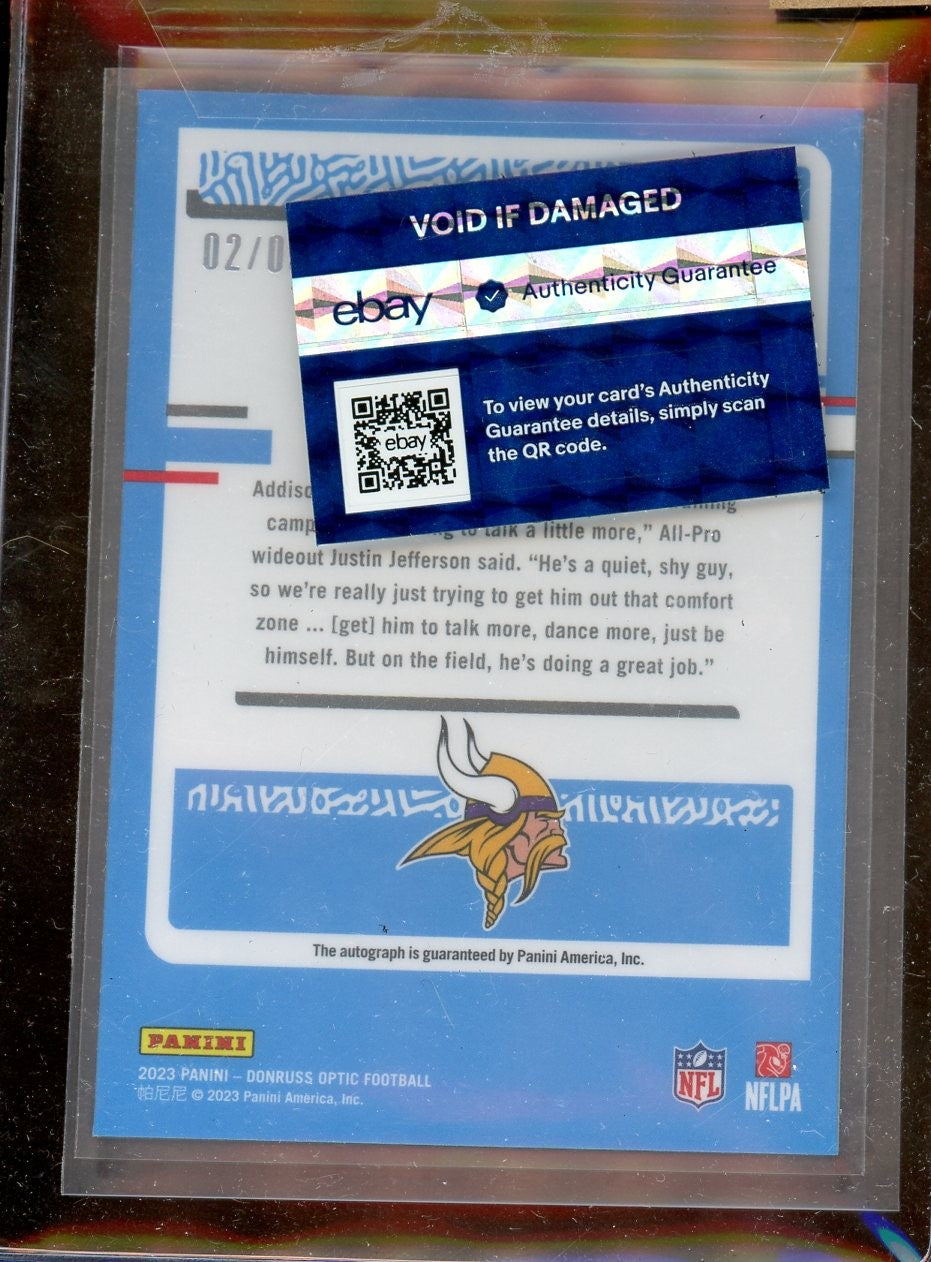 VOID IF DAMAGED
02/0
ebay Authenticity Guarantee
To view your card's Authenticity
Guarantee details, simply scan
the QR code.
ebay
Addiso
camp to talk a little more,” All-Pro
wideout Justin Jefferson said. “He's a quiet, shy guy,
so we're really just trying to get him out that comfort
zone ... [get] him to talk more, dance more, just be
himself. But on the field, he's doing a great job.”
The autograph is guaranteed by Panini America, Inc.
PANINI
2023 PANINI – DONRUSS OPTIC FOOTBALL
帕尼尼 © 2023 Panini America, Inc.
NFL
NFLPA